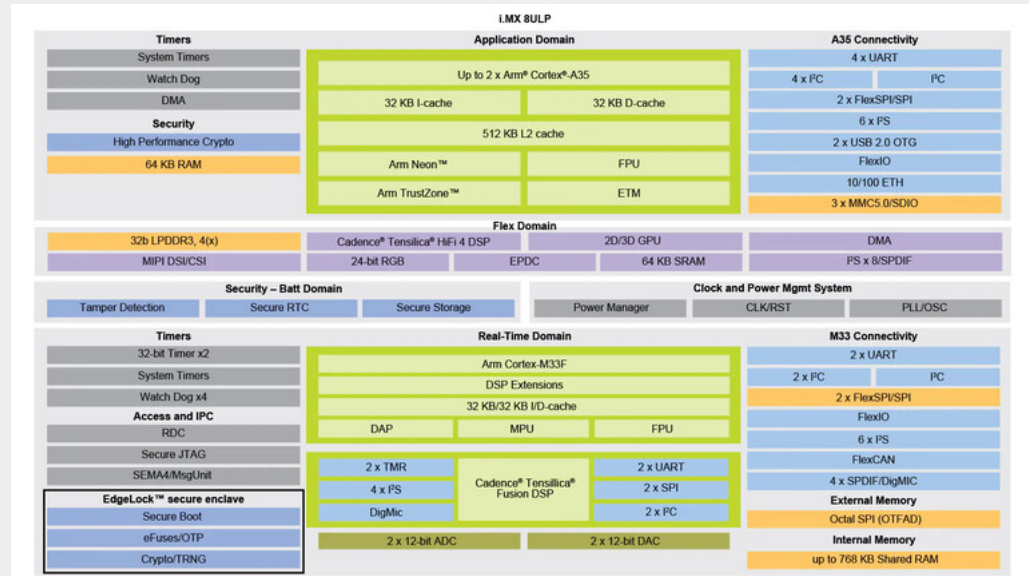 i.MX 8ULP
Timers
System Timers
Watch Dog
DMA
Security
High Performance Crypto
64 KB RAM
Application Domain
Up to 2 x Arm® Cortex®-A35
32 KB I-cache
32 KB D-cache
512 KB L2 cache
Arm Neon™
FPU
Arm TrustZone™
ETM
A35 Connectivity
4 x UART
4 x I²C
I³C
2 x FlexSPI/SPI
6 x I²S
2 x USB 2.0 OTG
FlexIO
10/100 ETH
3 x MMC5.0/SDIO
Flex Domain
32b LPDDR3, 4(x)
Cadence® Tensilica® HiFi 4 DSP
2D/3D GPU
DMA
MIPI DSI/CSI
24-bit RGB
EPDC
64 KB SRAM
I²S x 8/SPDIF
Security – Batt Domain
Tamper Detection
Secure RTC
Secure Storage
Clock and Power Mgmt System
Power Manager
CLK/RST
PLL/OSC
Timers
32-bit Timer x2
System Timers
Watch Dog x4
Access and IPC
RDC
Secure JTAG
SEMA4/MsgUnit
EdgeLock™ secure enclave
Secure Boot
eFuses/OTP
Crypto/TRNG
Real-Time Domain
Arm Cortex-M33F
DSP Extensions
32 KB/32 KB I/D-cache
DAP
MPU
FPU
2 x TMR
4 x I²S
DigMic
Cadence® Tensillica®
Fusion DSP
2 x UART
2 x SPI
2 x I²C
2 x 12-bit ADC
2 x 12-bit DAC
M33 Connectivity
2 x UART
2 x I²C
I³C
2 x FlexSPI/SPI
FlexIO
6 x I²S
FlexCAN
4 x SPDIF/DigMIC
External Memory
Octal SPI (OTFAD)
Internal Memory
up to 768 KB Shared RAM